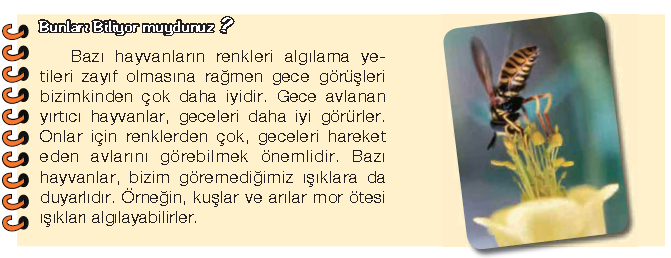 Bunları Biliyor muydunuz ?
Bazı hayvanların renkleri algılama ye-
tileri zayıf olmasına rağmen gece görüşleri
bizimkinden çok daha iyidir. Gece avlanan
yırtıcı hayvanlar, geceleri daha iyi görürler.
Onlar için renklerden çok, geceleri hareket
eden avlarını görebilmek önemlidir. Bazı
hayvanlar, bizim göremediğimiz ışıklara da
duyarlıdır. Örneğin, kuşlar ve arılar mor ötesi
ışıkları algılayabilirler.